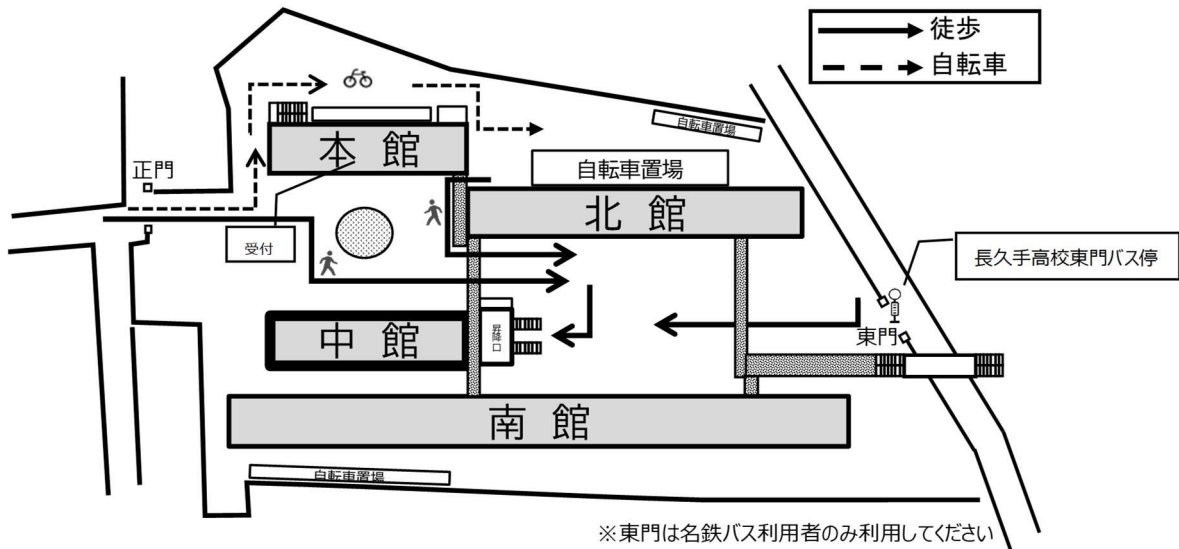 徒歩
自転車
自転車置場
本館
正門
自転車置場
北館
受付
長久手高校東門バス停
昇降口
中館
東門
南館
自転車置場
※東門は名鉄バス利用者のみ利用してください